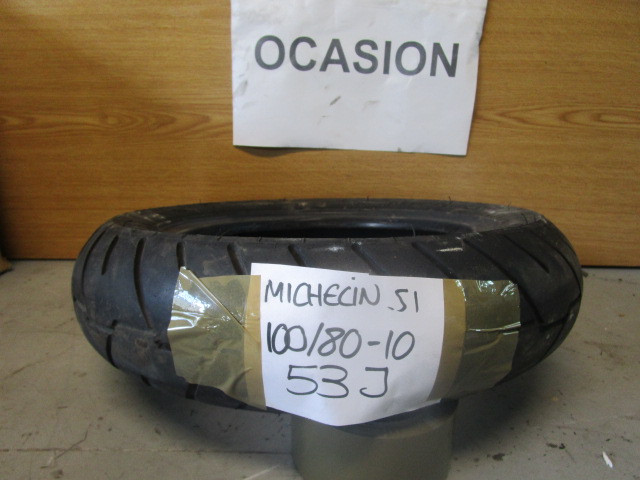 OCASION
MICHECIN S1
100/80-10
53J